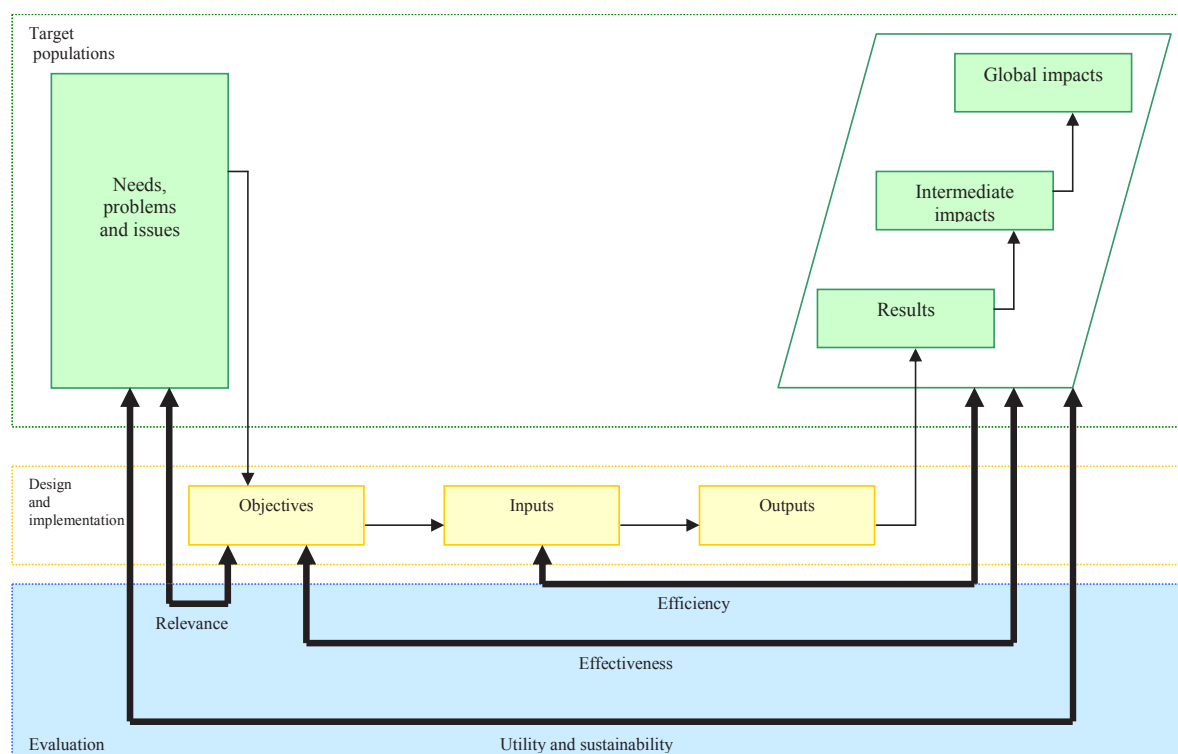 Target
populations
Needs,
problems
and issues
Global impacts
Intermediate
impacts
Results
Design
and
implementation
Objectives
Inputs
Outputs
Relevance
Efficiency
Effectiveness
Evaluation
Utility and sustainability